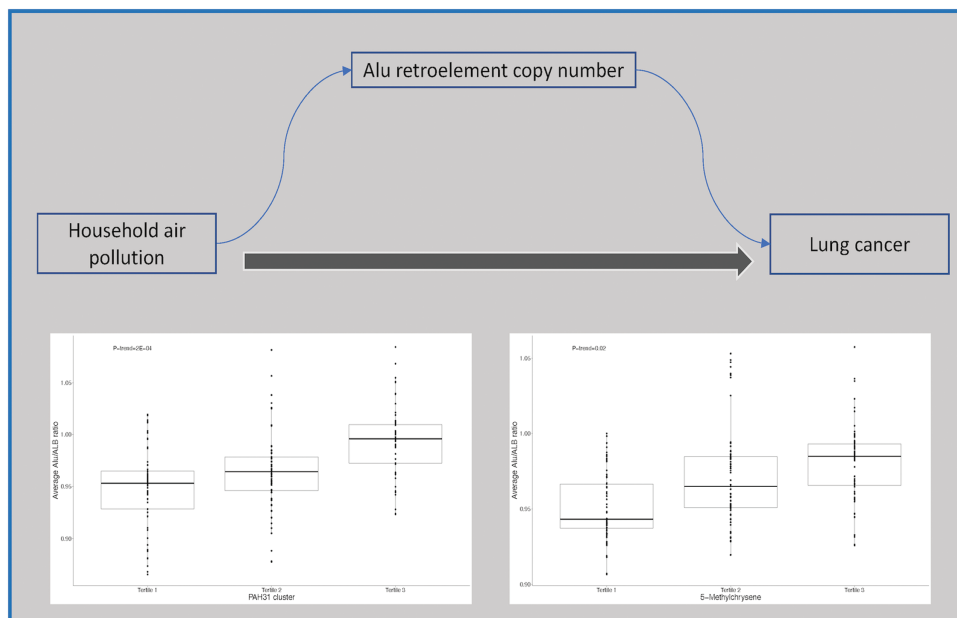 Alu retroelement copy number
Household air
pollution
Lung cancer
P-trend=2E-04
1.05
1.00
0.95
0.90
Average Alu/ALB ratio
Tertile 1 Tertile 2 Tertile 3
PAH31 cluster
P-trend=0.02
1.05
1.00
0.95
0.90
Average Alu/ALB ratio
Tertile 1 Tertile 2 Tertile 3
5-Methylchrysene